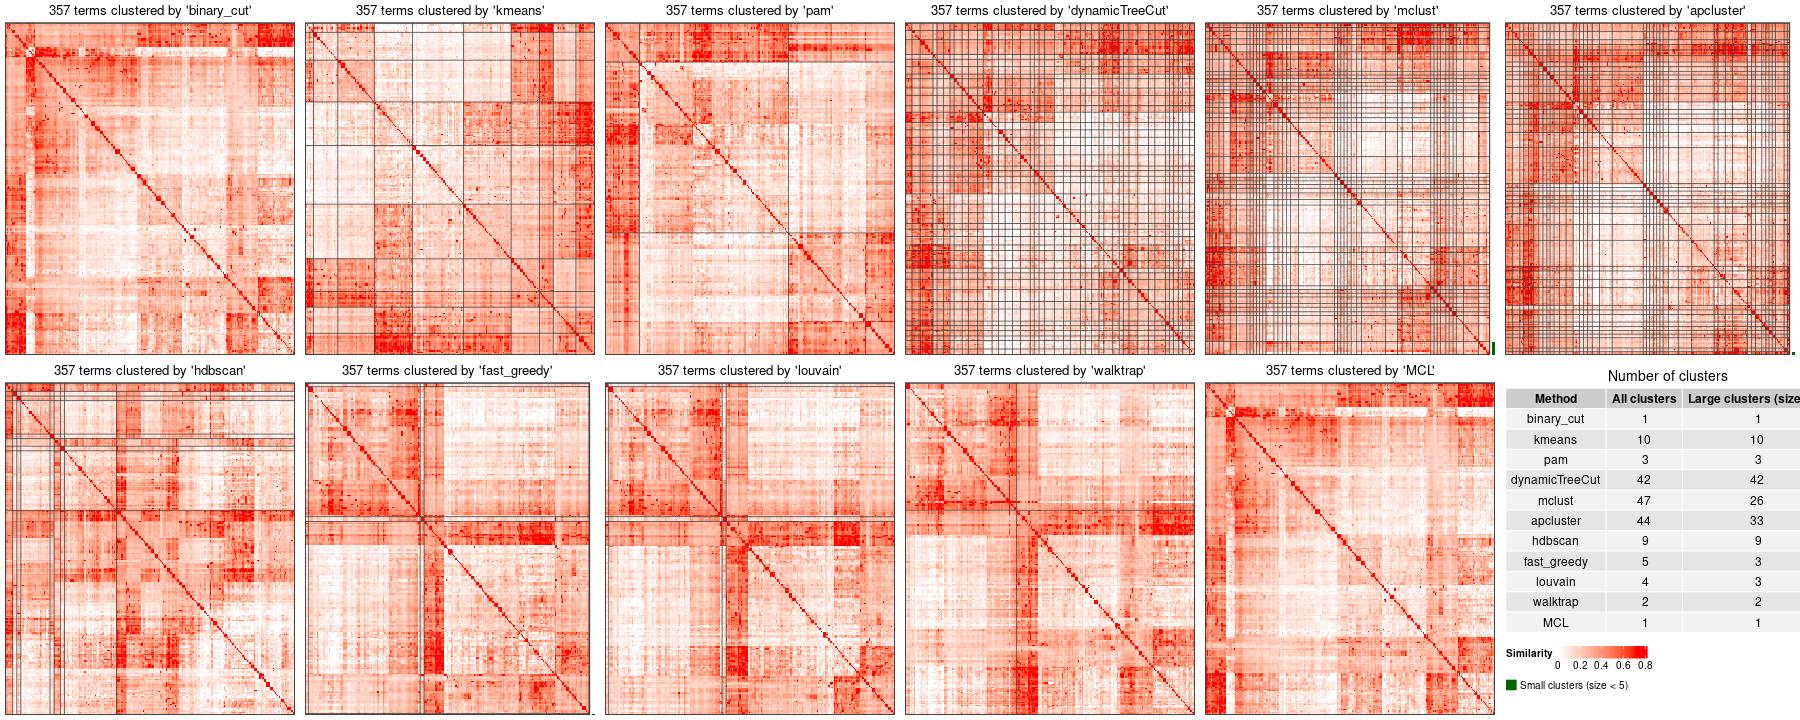 357 terms clustered by 'binary_cut'
357 terms clustered by 'kmeans'
357 terms clustered by 'pam'
357 terms clustered by 'dynamicTreeCut'
357 terms clustered by 'mclust'
357 terms clustered by 'apcluster'
357 terms clustered by 'hdbscan'
357 terms clustered by 'fast_greedy'
357 terms clustered by 'louvain'
357 terms clustered by 'walktrap'
357 terms clustered by 'MCL'
Number of clusters
Method All clusters Large clusters (size
binary_cut 1 1
kmeans 10 10
pam 3 3
dynamicTreeCut 42 42
mclust 47 26
apcluster 44 33
hdbscan 9 9
fast_greedy 5 3
louvain 4 3
walktrap 2 2
MCL 1 1
Similarity
0 0.2 0.4 0.6 0.8
Small clusters (size < 5)